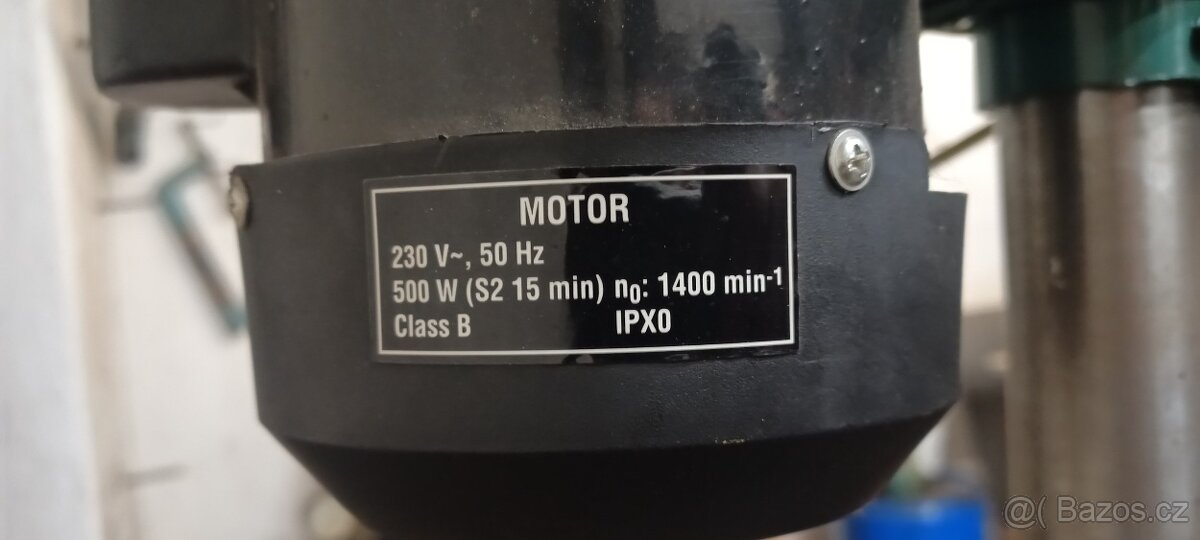 MOTOR
230 V~, 50 Hz
500 W (S2 15 min) n0: 1400 min-1
Class B IPX0
@( Bazos.cz